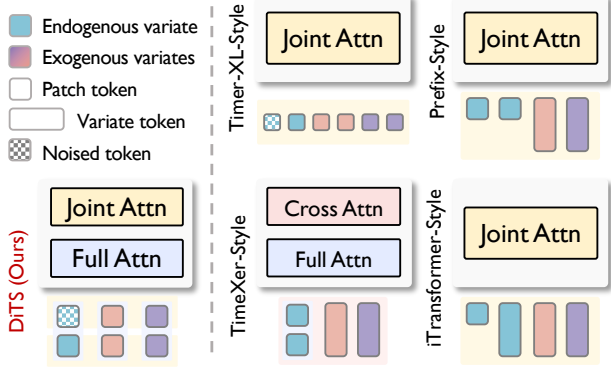 Endogenous variate
Exogenous variates
Patch token
Variate token
Noised token
Timer-XL-Style
Joint Attn
Prefix-Style
Joint Attn
DiTS (Ours)
Joint Attn
Full Attn
TimeXer-Style
Cross Attn
Full Attn
iTransformer-Style
Joint Attn